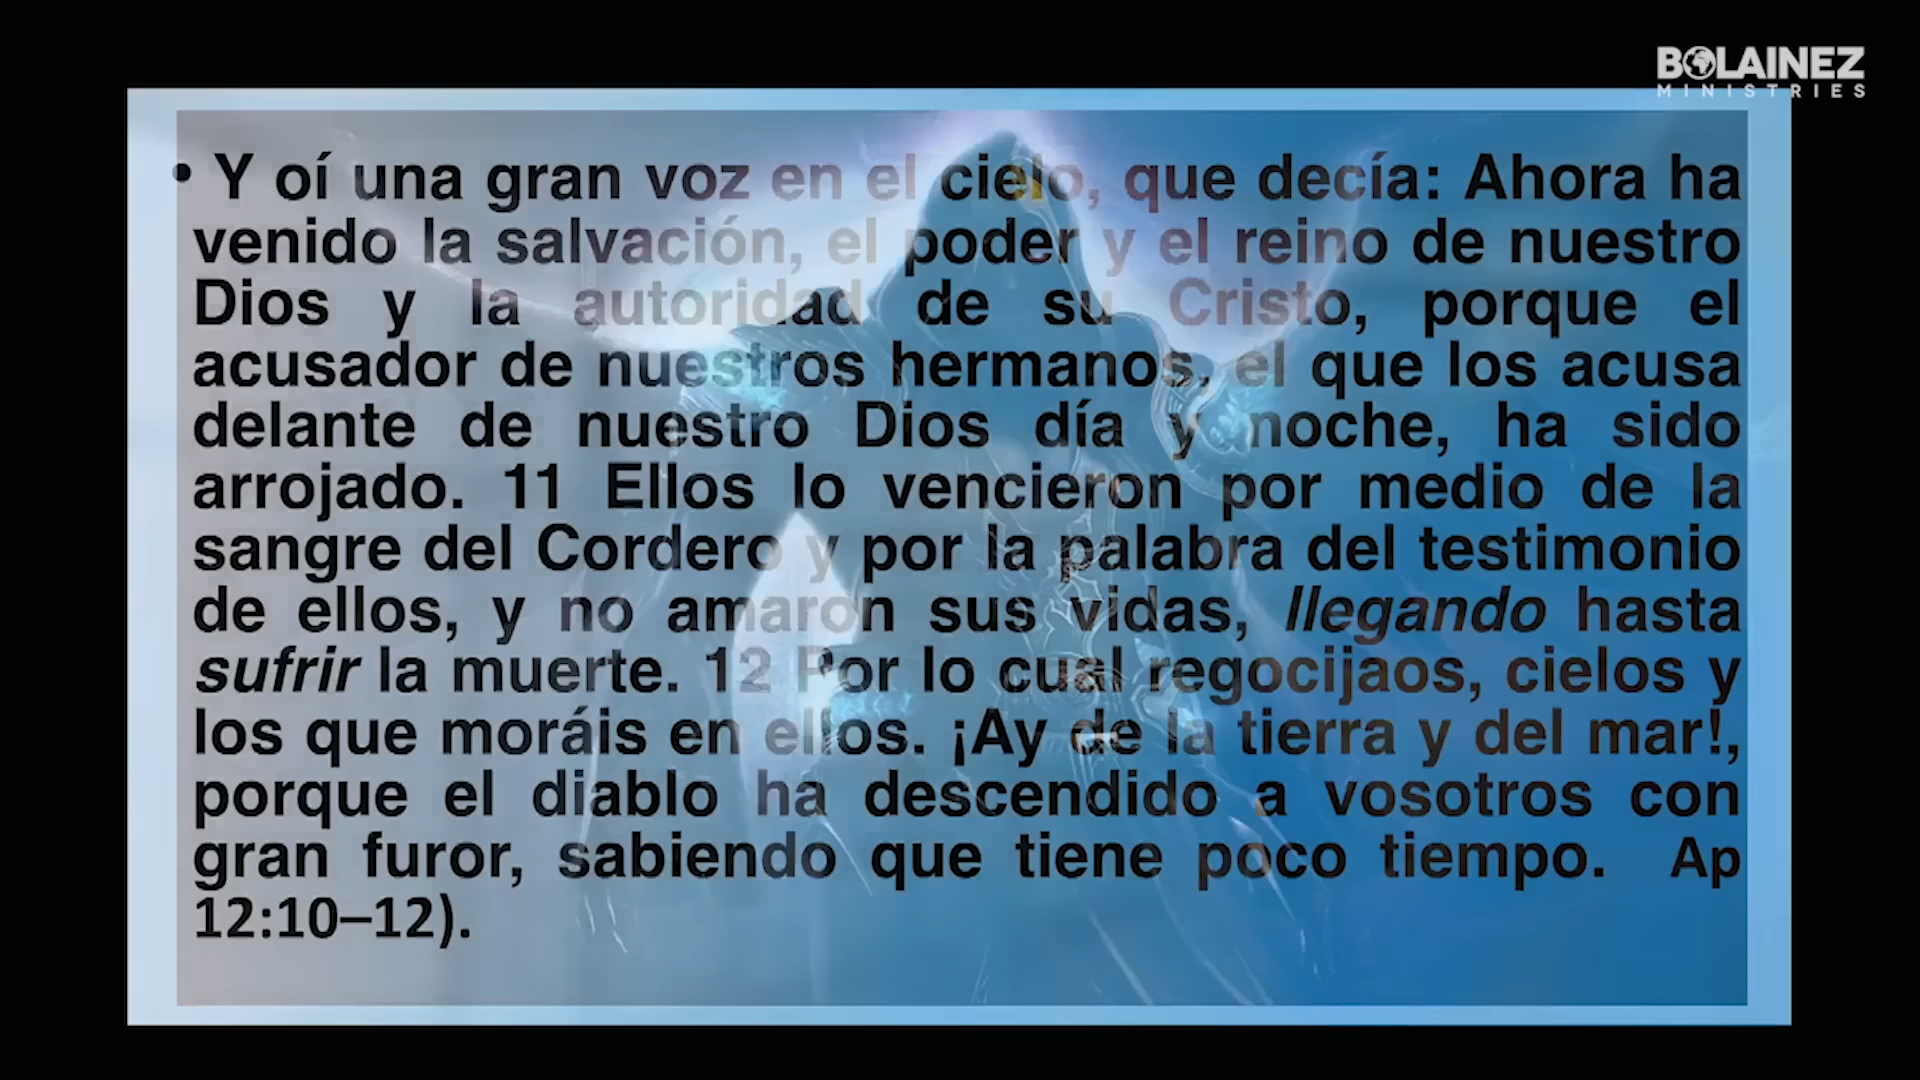 BOLAINEZ
MINISTRIES
• Y oí una gran voz en el cielo, que decía: Ahora ha
venido la salvación, el poder y el reino de nuestro
Dios y la autoridad de su Cristo, porque el
acusador de nuestros hermanos, el que los acusa
delante de nuestro Dios día y noche, ha sido
arrojado. 11 Ellos lo vencieron por medio de la
sangre del Cordero y por la palabra del testimonio
de ellos, y no amaron sus vidas, llegando hasta
sufrir la muerte. 12 Por lo cual regocijaos, cielos y
los que moráis en ellos. ¡Ay de la tierra y del mar!,
porque el diablo ha descendido a vosotros con
gran furor, sabiendo que tiene poco tiempo. Ap
12:10–12).